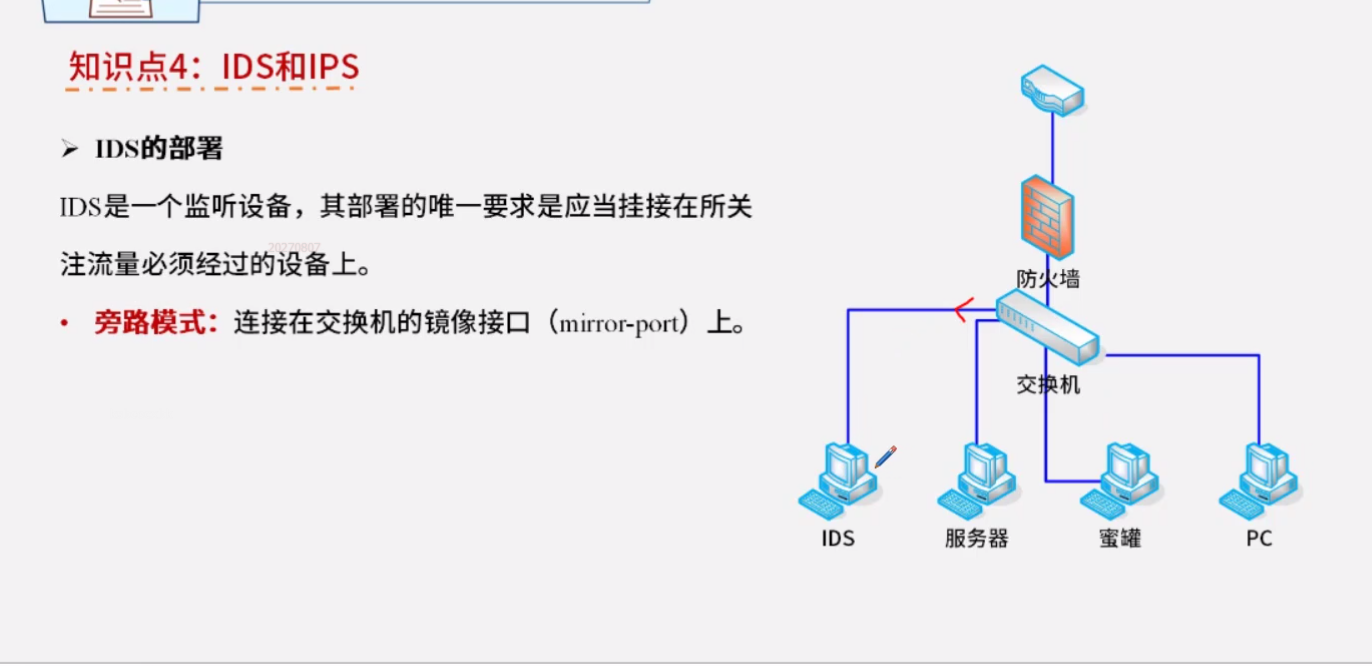 知识点4：IDS和IPS
IDS的部署
IDS是一个监听设备，其部署的唯一要求是应当挂接在所关
注流量必须经过的设备上。
20270807
• 旁路模式：连接在交换机的镜像接口（mirror-port）上。
防火墙
交换机
IDS
服务器
蜜罐
PC